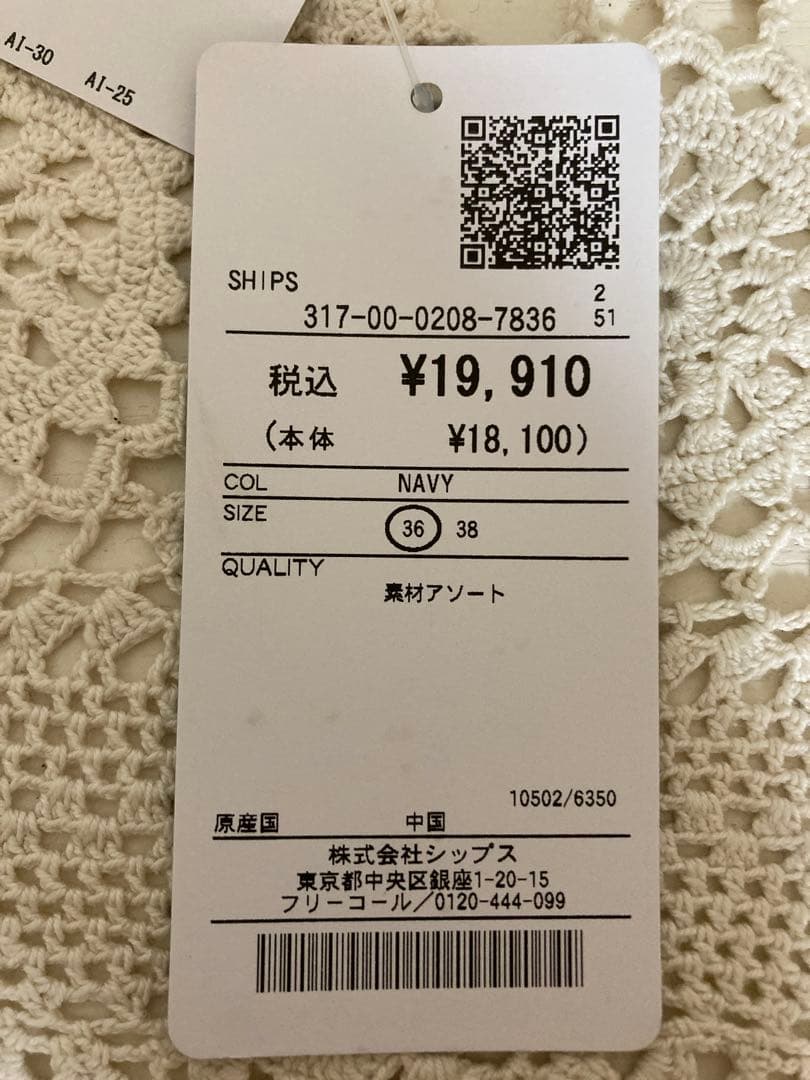 AI-30
AI-25
SHIPS
2
317-00-0208-7836 51
税込 ¥19,910
(本体 ¥18,100)
COL NAVY
SIZE 36 38
QUALITY
素材アソート
10502/6350
原産国 中国
株式会社シップス
東京都中央区銀座1-20-15
フリーコール/0120-444-099